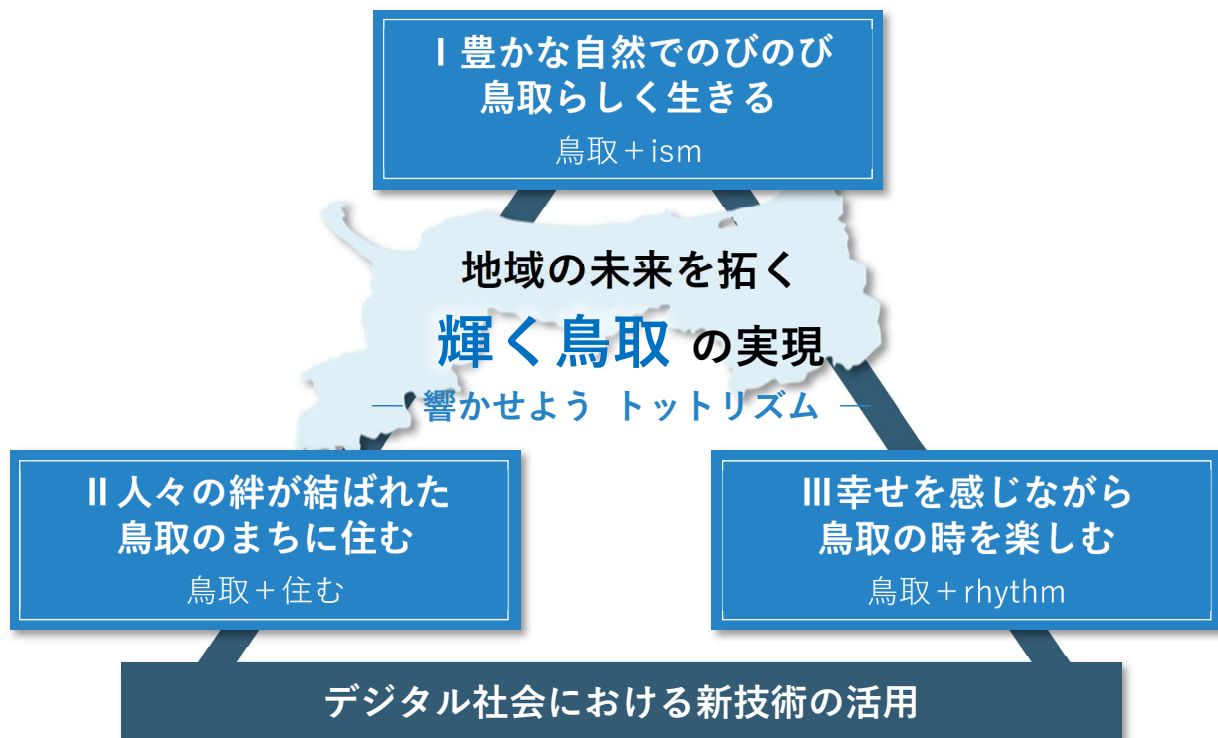 Ⅰ豊かな自然でのびのび
鳥取らしく生きる
鳥取＋ism
地域の未来を拓く
輝く鳥取 の実現
― 響かせよう トットリズム ―
Ⅱ人々の絆が結ばれた
鳥取のまちに住む
鳥取＋住む
Ⅲ幸せを感じながら
鳥取の時を楽しむ
鳥取＋rhythm
デジタル社会における新技術の活用